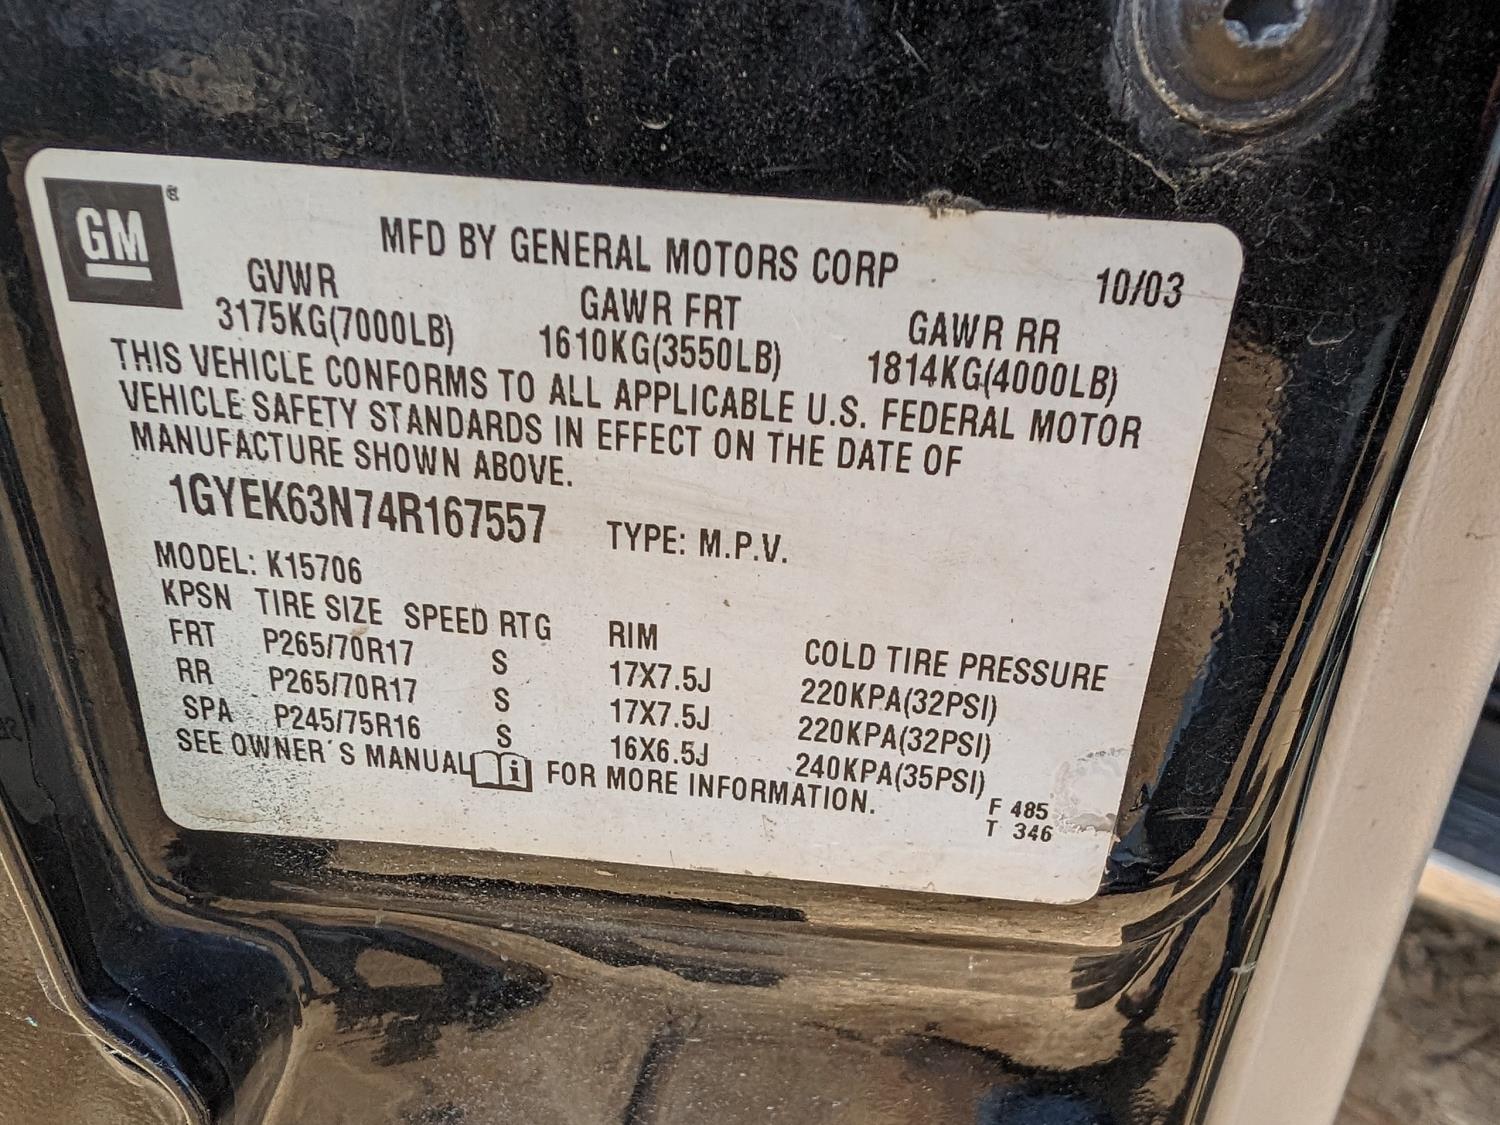 GM®
MFD BY GENERAL MOTORS CORP 10/03
GVWR GAWR FRT GAWR RR
3175KG(7000LB) 1610KG(3550LB) 1814KG(4000LB)
THIS VEHICLE CONFORMS TO ALL APPLICABLE U.S. FEDERAL MOTOR
VEHICLE SAFETY STANDARDS IN EFFECT ON THE DATE OF
MANUFACTURE SHOWN ABOVE.
1GYEK63N74R167557 TYPE: M.P.V.
MODEL: K15706
KPSN TIRE SIZE SPEED RTG RIM COLD TIRE PRESSURE
FRT P265/70R17 S 17X7.5J 220KPA(32PSI)
RR P265/70R17 S 17X7.5J 220KPA(32PSI)
SPA P245/75R16 S 16X6.5J 240KPA(35PSI)
SEE OWNER´S MANUAL i FOR MORE INFORMATION.
F 485
T 346